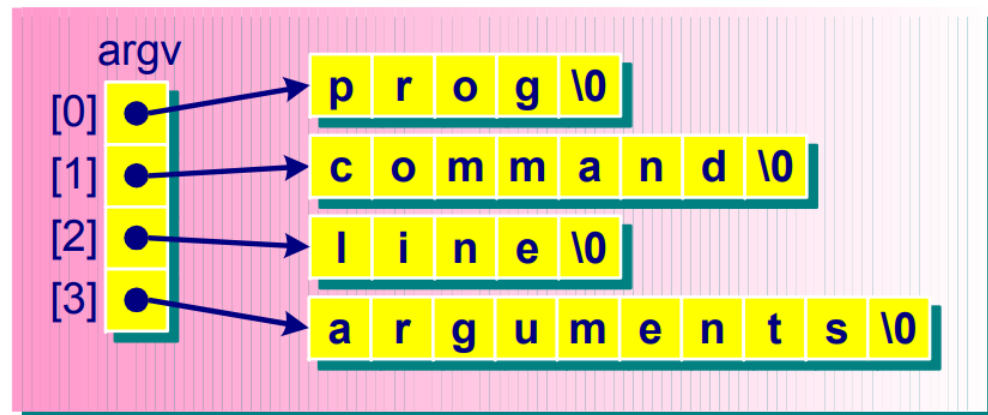 argv
[0] p r o g \0
[1] c o m m a n d \0
[2] l i n e \0
[3] a r g u m e n t s \0